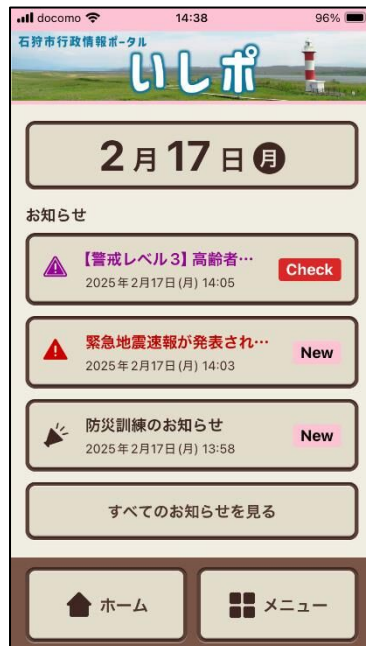 docomo 14:38 96%
石狩市行政情報ポータル
いしポ
2月17日月
お知らせ
【警戒レベル3】高齢者…
2025年2月17日(月) 14:05
Check
緊急地震速報が発表され…
2025年2月17日(月) 14:03
New
防災訓練のお知らせ
2025年2月17日(月) 13:58
New
すべてのお知らせを見る
ホーム
メニュー